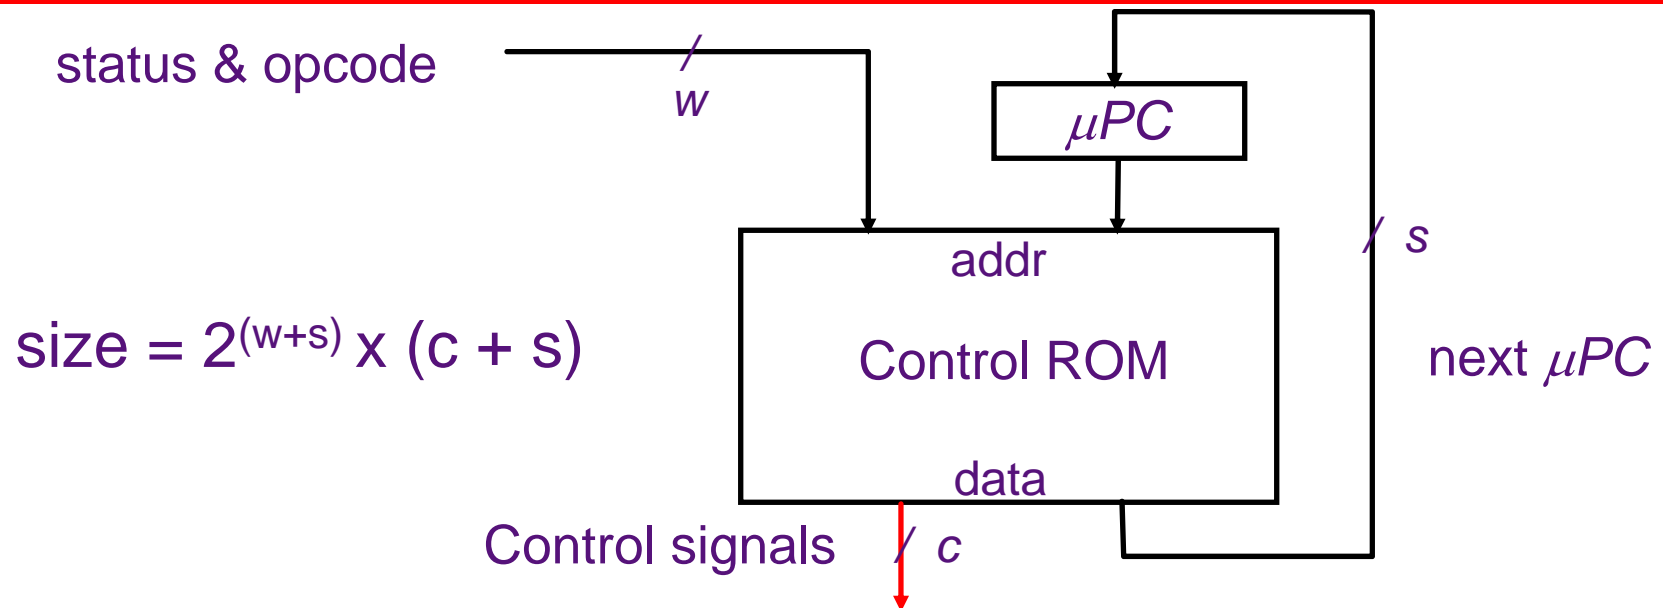 status & opcode
/
w
μPC
/ s
addr
size = 2^(w+s) x (c + s)
Control ROM
next μPC
data
Control signals / c